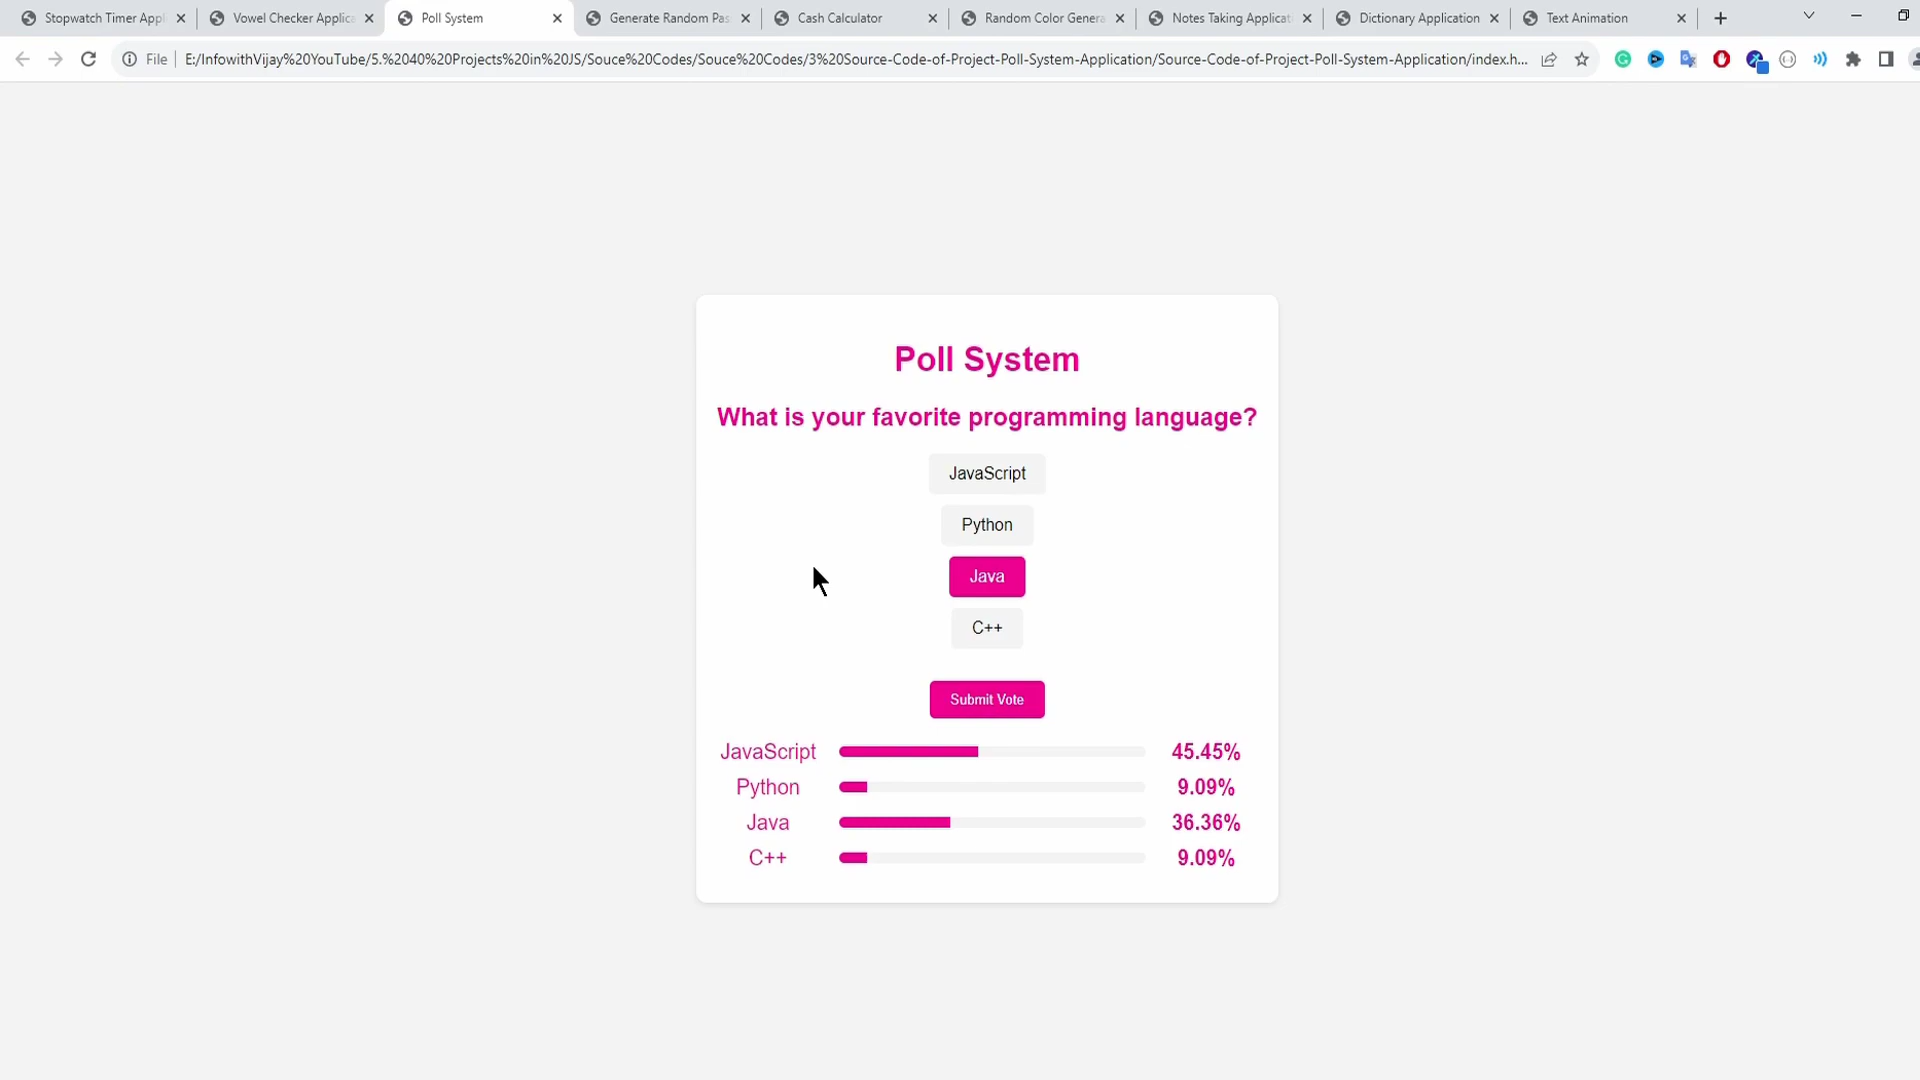 Stopwatch Timer Appl
Vowel Checker Applica
Poll System
Generate Random Pas
Cash Calculator
Random Color Genera
Notes Taking Applicati
Dictionary Application
Text Animation
File
E:/InfowithVijay%20YouTube/5.%2040%20Projects%20in%20JS/Souce%20Codes/Souce%20Codes/3%20Source-Code-of-Project-Poll-System-Application/Source-Code-of-Project-Poll-System-Application/index.h...
Poll System
What is your favorite programming language?
JavaScript
Python
Java
C++
Submit Vote
JavaScript 45.45%
Python 9.09%
Java 36.36%
C++ 9.09%